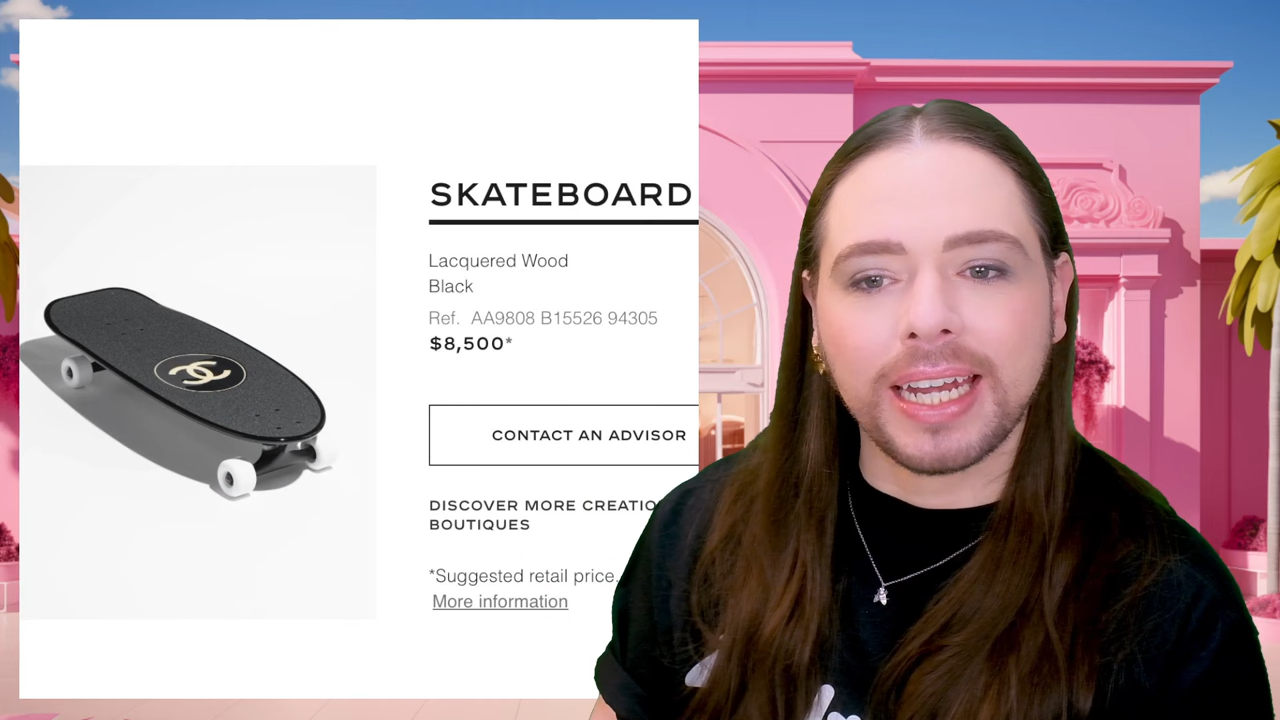 SKATEBOARD
Lacquered Wood
Black
Ref. AA9808 B15526 94305
$8,500*
CONTACT AN ADVISOR
DISCOVER MORE
BOUTIQUES
*Suggested retail price.
More information